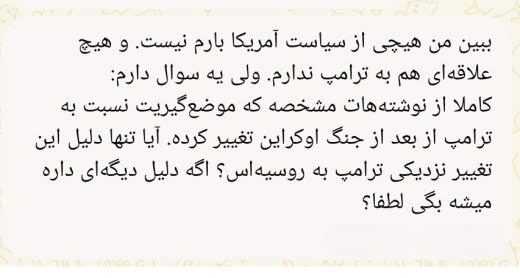 ببین من هیچی از سیاست آمریکا بارم نیست. و هیچ
علاقه‌ای هم به ترامپ ندارم. ولی یه سوال دارم:
کاملا از نوشته‌هات مشخصه که موضع‌گیریت نسبت به
ترامپ از بعد از جنگ اوکراین تغییر کرده. آیا تنها دلیل این
تغییر نزدیکی ترامپ به روسیه‌اس؟ اگه دلیل دیگه‌ای داره
میشه بگی لطفا؟